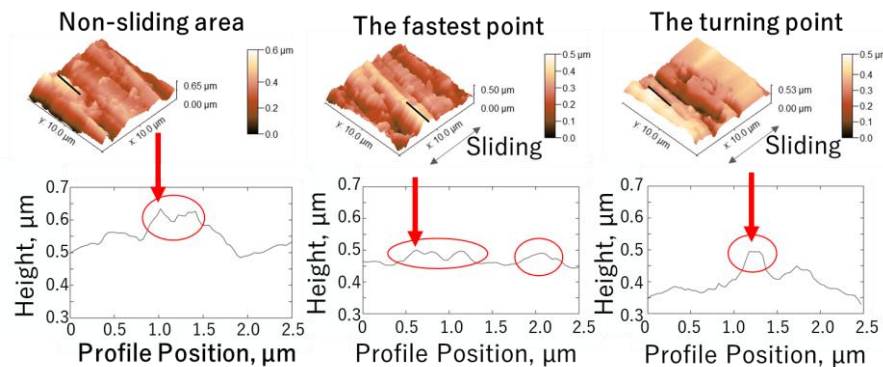 Non-sliding area
The fastest point
The turning point
0.6 µm
0.4
0.2
0.0
0.65 µm
0.00 µm
y 10.0 µm
x 10.0 µm
0.5 µm
0.4
0.3
0.2
0.1
0.0
0.50 µm
0.00 µm
y 10.0 µm
x 10.0 µm
Sliding
0.5 µm
0.4
0.3
0.2
0.1
0.0
0.53 µm
0.00 µm
y 10.0 µm
x 10.0 µm
Sliding
Height, µm
0.7
0.6
0.5
0.4
0.3
0 0.5 1.0 1.5 2.0 2.5
Profile Position, µm
Height, µm
0.7
0.6
0.5
0.4
0.3
0 0.5 1.0 1.5 2.0 2.5
Profile Position, µm
Height, µm
0.7
0.6
0.5
0.4
0.3
0 0.5 1.0 1.5 2.0 2.5
Profile Position, µm